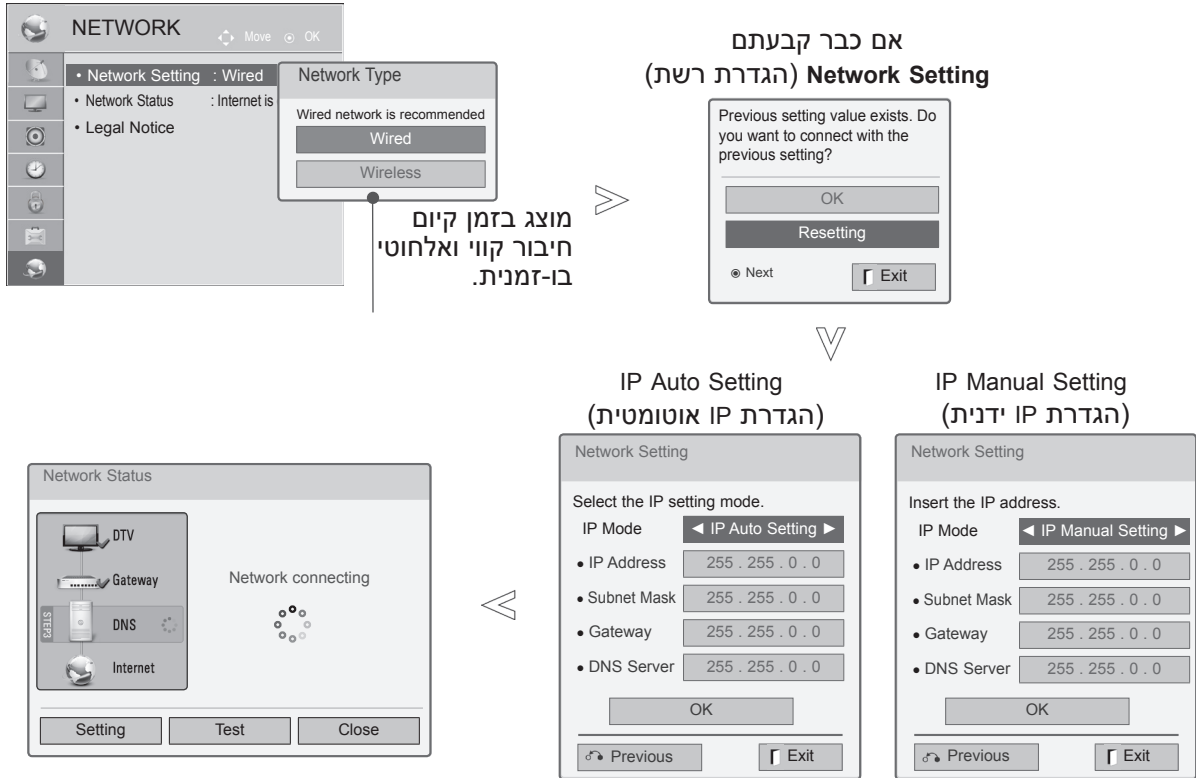 NETWORK
Move
OK
• Network Setting : Wired
• Network Status : Internet is
• Legal Notice
Network Type
Wired network is recommended
Wired
Wireless
מוצג בזמן קיום
חיבור קווי ואלחוטי
בו-זמנית.
אם כבר קבעתם
Network Setting (הגדרת רשת)
Previous setting value exists. Do
you want to connect with the
previous setting?
OK
Resetting
Next
Exit
IP Auto Setting
(הגדרת IP אוטומטית)
Network Setting
Select the IP setting mode.
IP Mode ◄ IP Auto Setting ►
• IP Address 255 . 255 . 0 . 0
• Subnet Mask 255 . 255 . 0 . 0
• Gateway 255 . 255 . 0 . 0
• DNS Server 255 . 255 . 0 . 0
OK
Previous
Exit
IP Manual Setting
(הגדרת IP ידנית)
Network Setting
Insert the IP address.
IP Mode ◄ IP Manual Setting ►
• IP Address 255 . 255 . 0 . 0
• Subnet Mask 255 . 255 . 0 . 0
• Gateway 255 . 255 . 0 . 0
• DNS Server 255 . 255 . 0 . 0
OK
Previous
Exit
Network Status
DTV
Gateway
STEP3
DNS
Internet
Network connecting
Setting
Test
Close